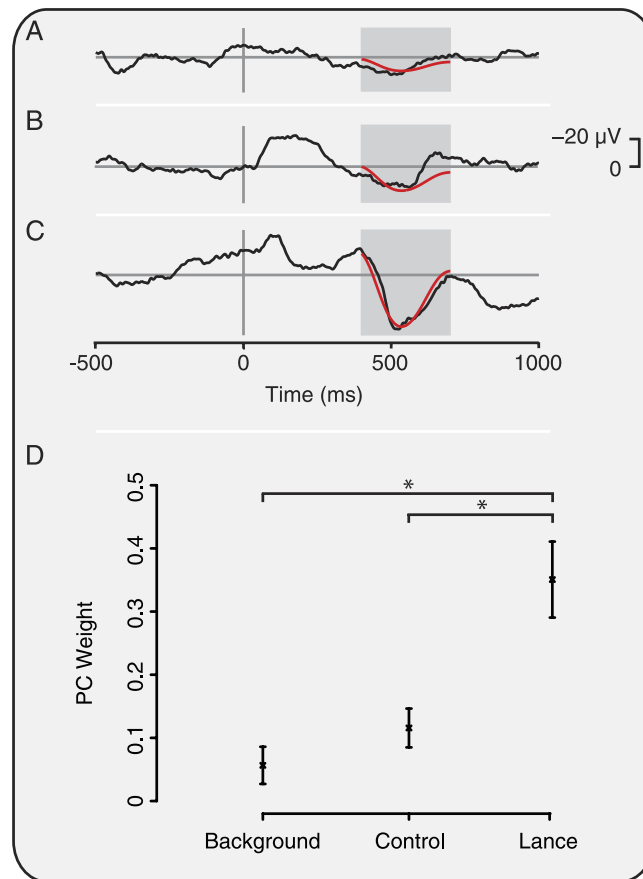 A
B
–20 µV
0
C
-500
0
500
1000
Time (ms)
D
*
*
0.5
0.4
0.3
0.2
0.1
0
PC Weight
Background
Control
Lance